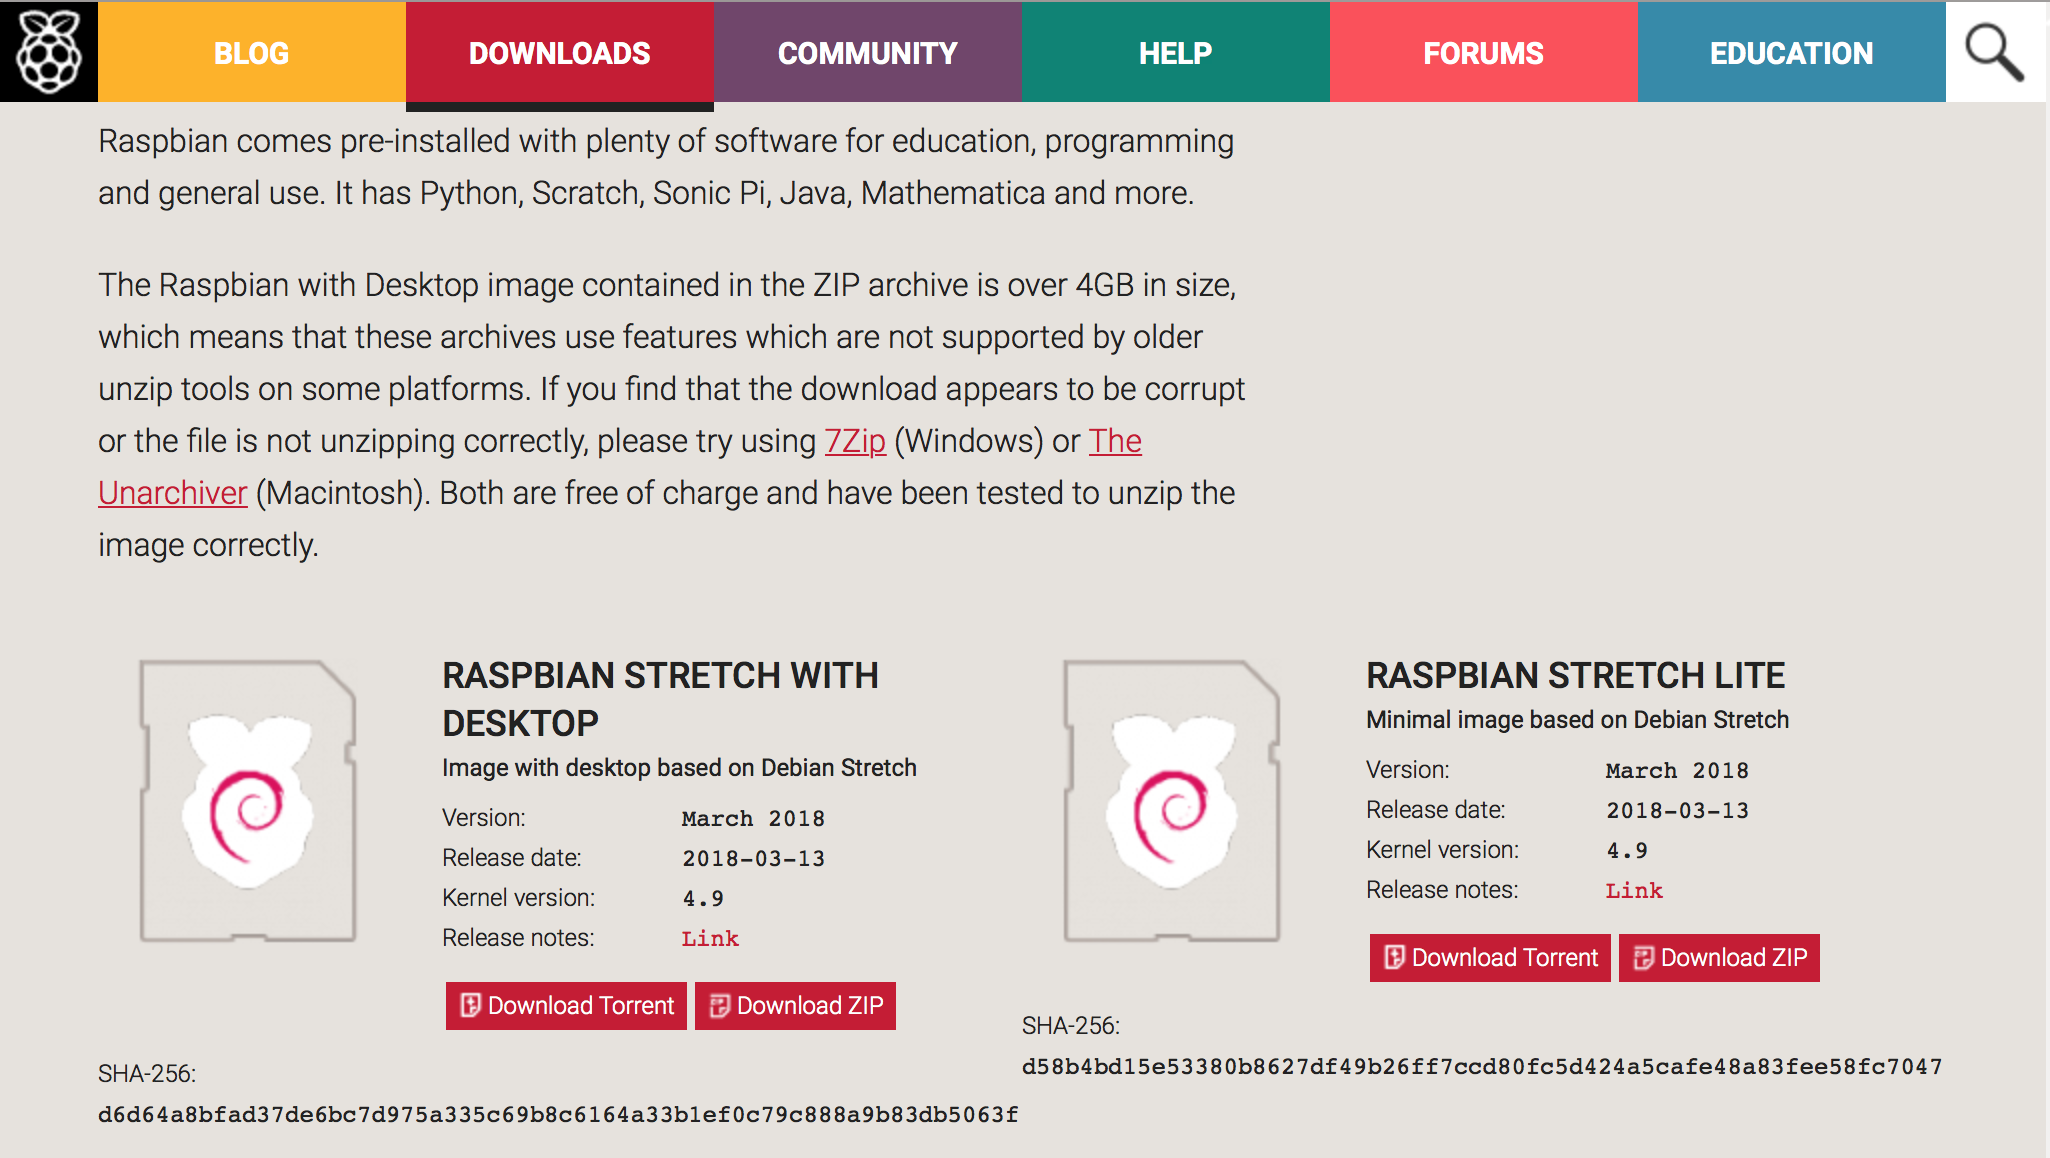 BLOG
DOWNLOADS
COMMUNITY
HELP
FORUMS
EDUCATION
Raspbian comes pre-installed with plenty of software for education, programming
and general use. It has Python, Scratch, Sonic Pi, Java, Mathematica and more.
The Raspbian with Desktop image contained in the ZIP archive is over 4GB in size,
which means that these archives use features which are not supported by older
unzip tools on some platforms. If you find that the download appears to be corrupt
or the file is not unzipping correctly, please try using 7Zip (Windows) or The
Unarchiver (Macintosh). Both are free of charge and have been tested to unzip the
image correctly.
RASPBIAN STRETCH WITH
DESKTOP
Image with desktop based on Debian Stretch
Version: March 2018
Release date: 2018-03-13
Kernel version: 4.9
Release notes: Link
Download Torrent
Download ZIP
SHA-256:
d6d64a8bfad37de6bc7d975a335c69b8c6164a33b1ef0c79c888a9b83db5063f
RASPBIAN STRETCH LITE
Minimal image based on Debian Stretch
Version: March 2018
Release date: 2018-03-13
Kernel version: 4.9
Release notes: Link
Download Torrent
Download ZIP
SHA-256:
d58b4bd15e53380b8627df49b26ff7ccd80fc5d424a5cafe48a83fee58fc7047